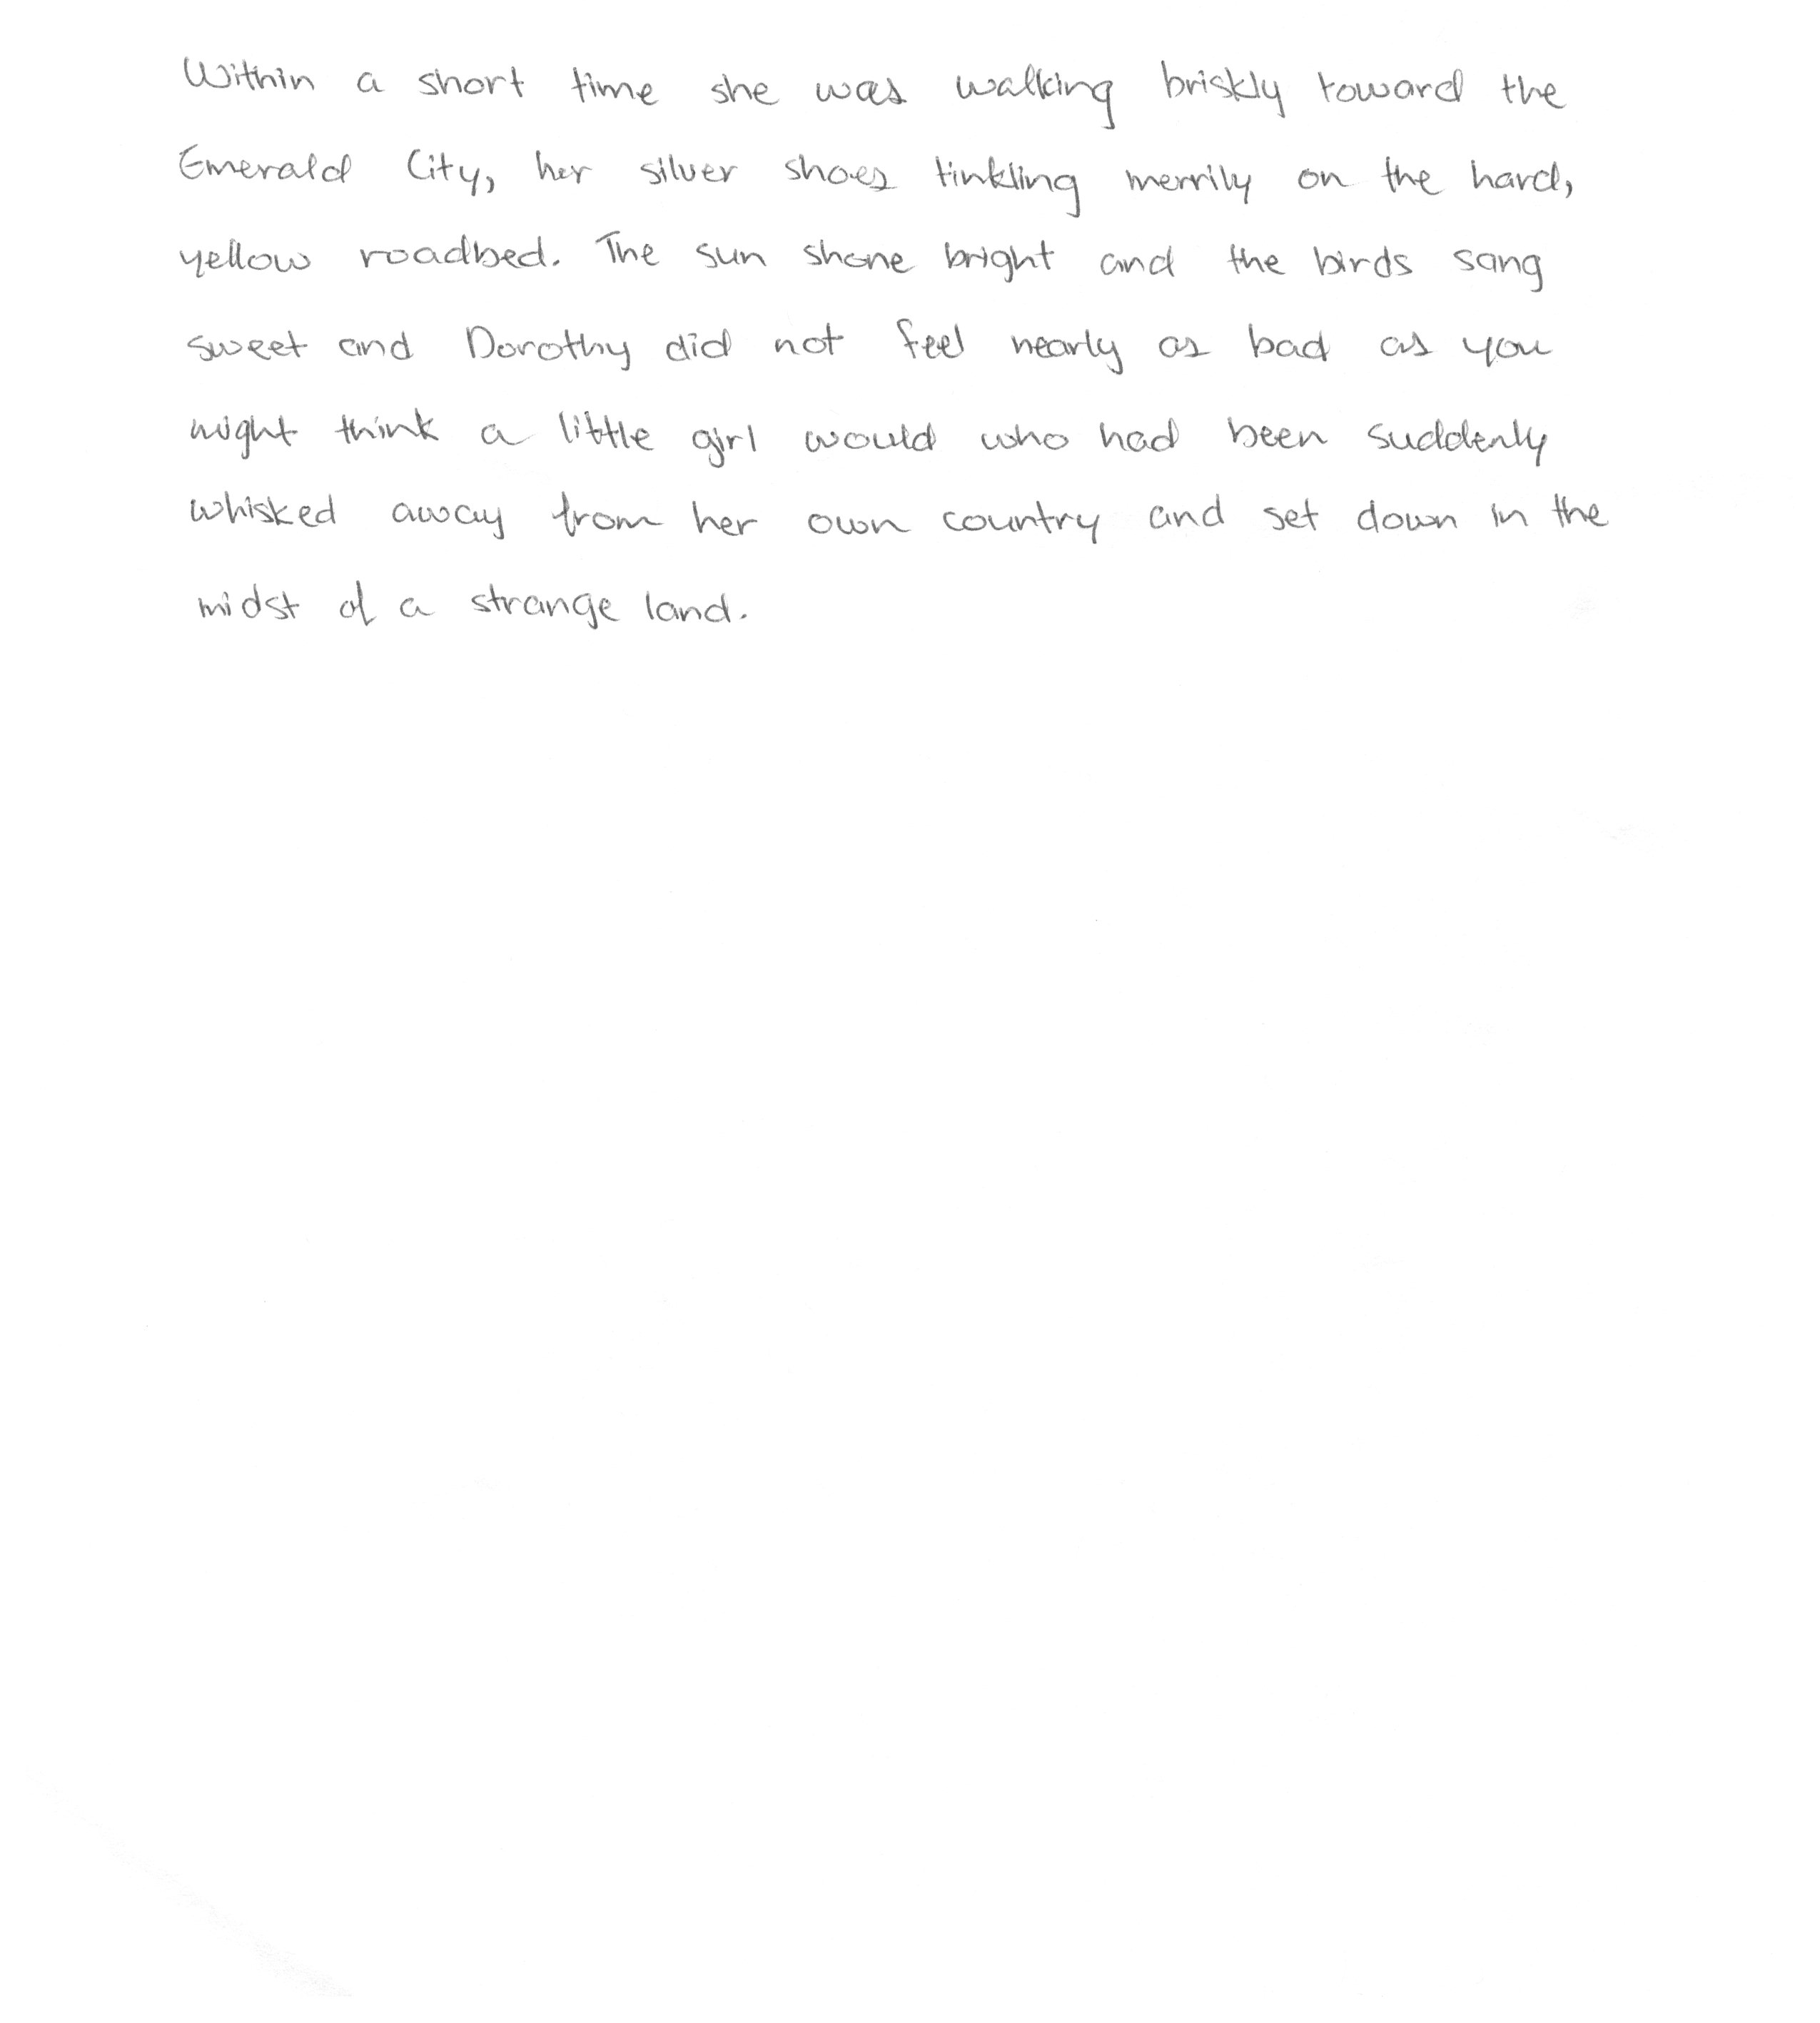 Within a short time she was walking briskly toward the
Emerald City, her silver shoes tinkling merrily on the hard,
yellow roadbed. The sun shone bright and the birds sang
sweet and Dorothy did not feel nearly as bad as you
might think a little girl would who had been suddenly
whisked away from her own country and set down in the
midst of a strange land.